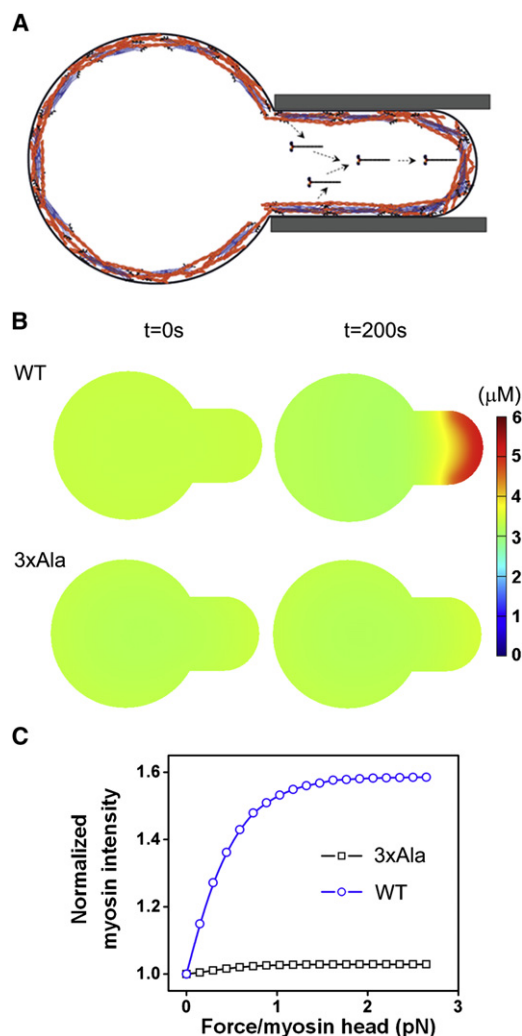 A
B
t=0s t=200s
WT
(μM)
6
5
4
3
2
1
0
3xAla
C
1.6
1.4
1.2
1.0
Normalized
myosin intensity
3xAla
WT
0 1 2 3
Force/myosin head (pN)